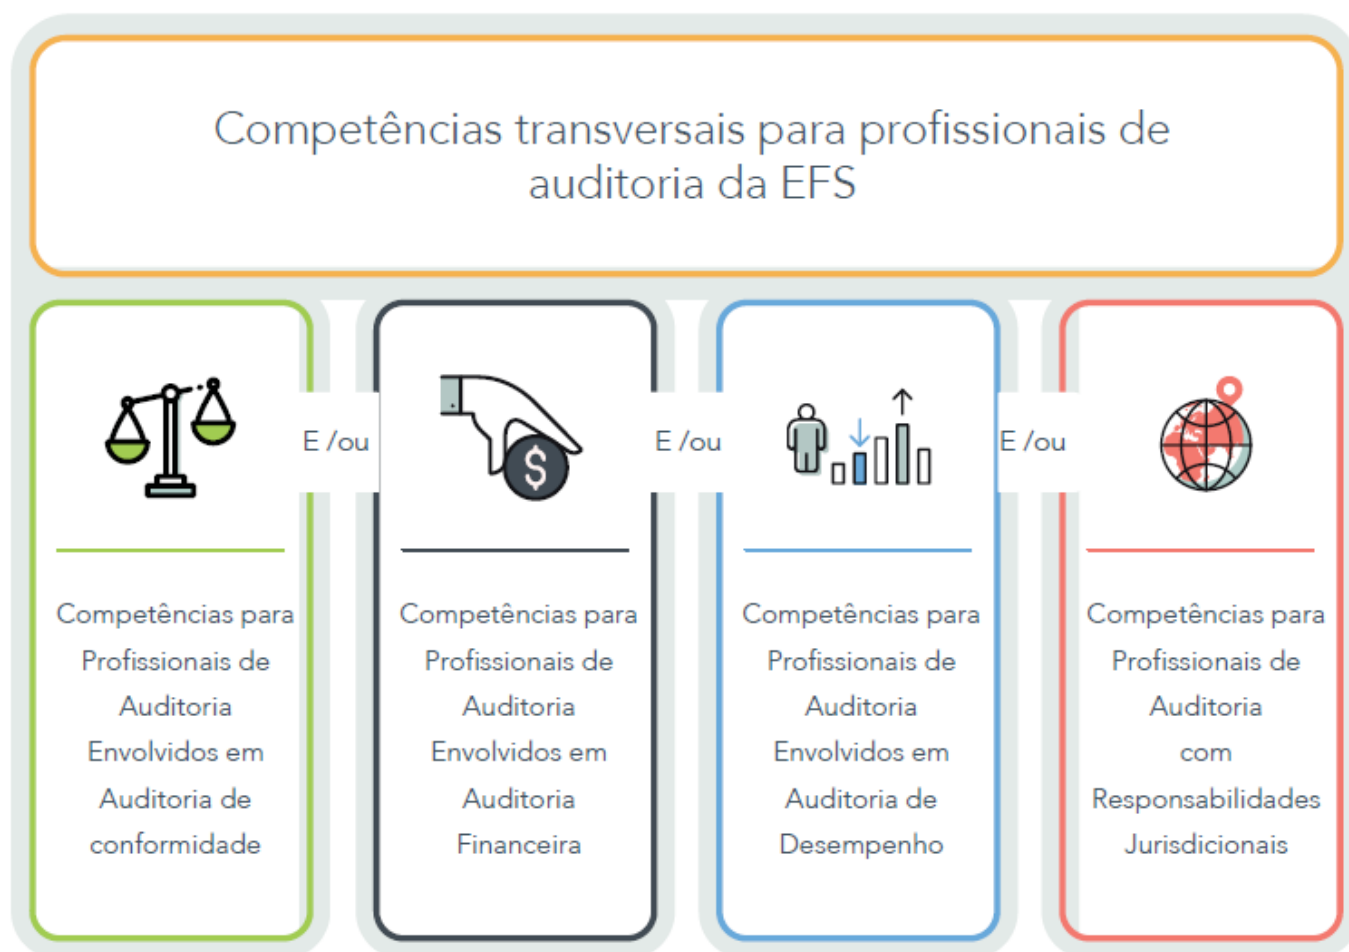 Competências transversais para profissionais de
auditoria da EFS
E /ou
E /ou
E /ou
$
Competências para
Profissionais de
Auditoria
Envolvidos em
Auditoria de
conformidade
Competências para
Profissionais de
Auditoria
Envolvidos em
Auditoria
Financeira
Competências para
Profissionais de
Auditoria
Envolvidos em
Auditoria de
Desempenho
Competências para
Profissionais de
Auditoria
com
Responsabilidades
Jurisdicionais